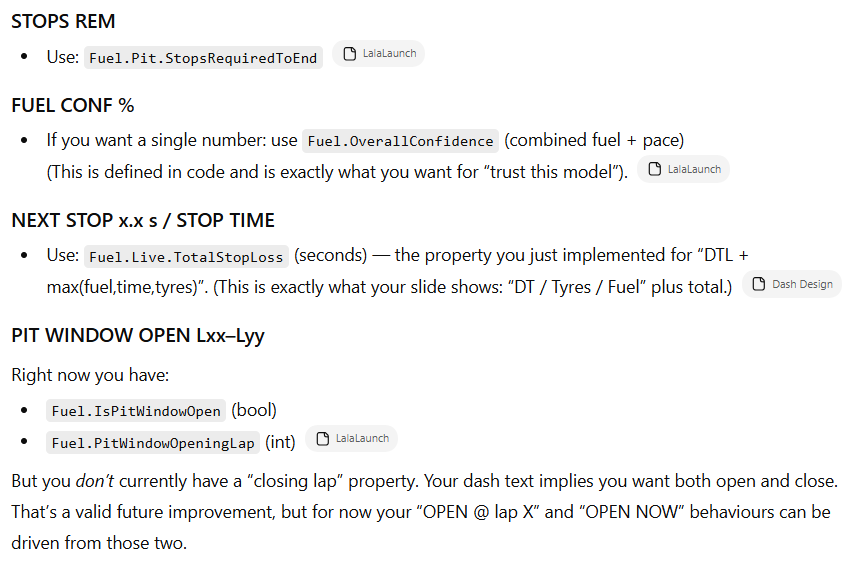 STOPS REM
• Use: Fuel.Pit.StopsRequiredToEnd LalaLaunch
FUEL CONF %
• If you want a single number: use Fuel.OverallConfidence (combined fuel + pace)
(This is defined in code and is exactly what you want for “trust this model”). LalaLaunch
NEXT STOP x.x s / STOP TIME
• Use: Fuel.Live.TotalStopLoss (seconds) — the property you just implemented for “DTL +
max(fuel,time,tyres)”. (This is exactly what your slide shows: “DT / Tyres / Fuel” plus total.) Dash Design
PIT WINDOW OPEN Lxx–Lyy
Right now you have:
• Fuel.IsPitWindowOpen (bool)
• Fuel.PitWindowOpeningLap (int) LalaLaunch
But you don’t currently have a “closing lap” property. Your dash text implies you want both open and close.
That’s a valid future improvement, but for now your “OPEN @ lap X” and “OPEN NOW” behaviours can be
driven from those two.